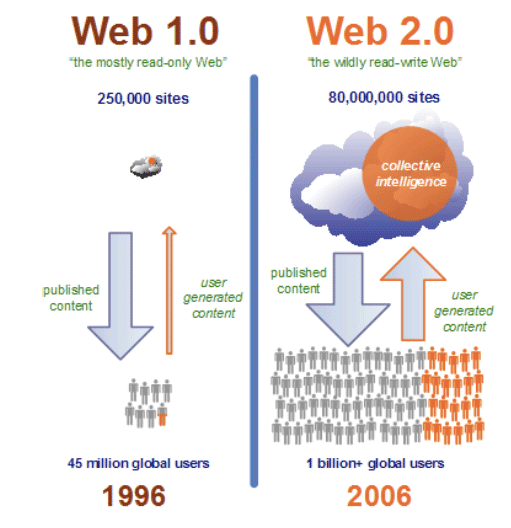 Web 1.0
"the mostly read-only Web"
250,000 sites
published
content
user
generated
content
45 million global users
1996
Web 2.0
"the wildly read-write Web"
80,000,000 sites
collective
intelligence
published
content
user
generated
content
1 billion+ global users
2006